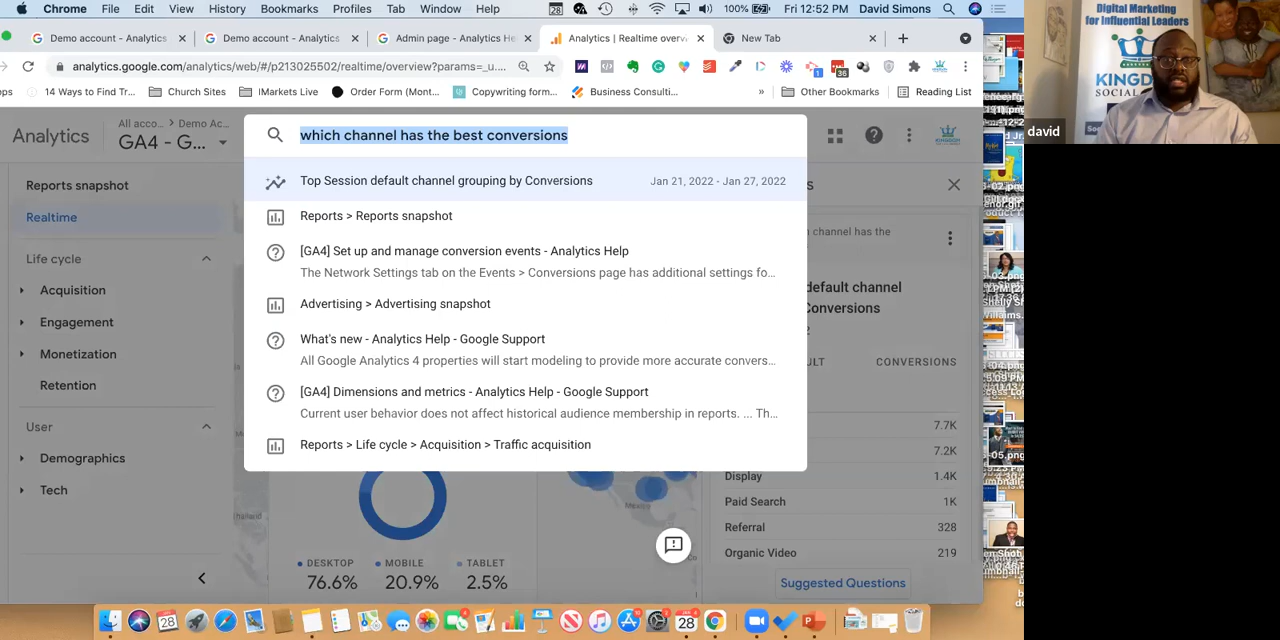 Chrome File Edit View History Bookmarks Profiles Tab Window Help 28 100% Fri 12:52 PM David Simons
Demo account - Analytics
Demo account - Analytics
Admin page - Analytics He
Analytics | Realtime over
New Tab
Digital Marketing
for Influential Leaders
analytics.google.com/analytics/web/#/p213025502/realtime/overview?params=_u....
1
36
14 Ways to Find Tr...
Church Sites
IMarkets Live
Order Form (Mont...
Copywriting form...
Business Consulti...
»
Other Bookmarks
Reading List
david
Analytics
All acco...
Demo Ac...
GA4 - G...
which channel has the best conversions
Top Session default channel grouping by Conversions Jan 21, 2022 - Jan 27, 2022
Reports > Reports snapshot
[GA4] Set up and manage conversion events - Analytics Help
The Network Settings tab on the Events > Conversions page has additional settings fo...
Advertising > Advertising snapshot
What's new - Analytics Help - Google Support
All Google Analytics 4 properties will start modeling to provide more accurate convers...
[GA4] Dimensions and metrics - Analytics Help - Google Support
Current user behavior does not affect historical audience membership in reports. ... Th...
Reports > Life cycle > Acquisition > Traffic acquisition
Reports snapshot
Realtime
Life cycle
Acquisition
Engagement
Monetization
Retention
User
Demographics
Tech
h channel has the
default channel
Conversions
CONVERSIONS
7.7K
7.2K
Display 1.4K
Paid Search 1K
Referral 328
Organic Video 219
Suggested Questions
DESKTOP
76.6%
MOBILE
20.9%
TABLET
2.5%